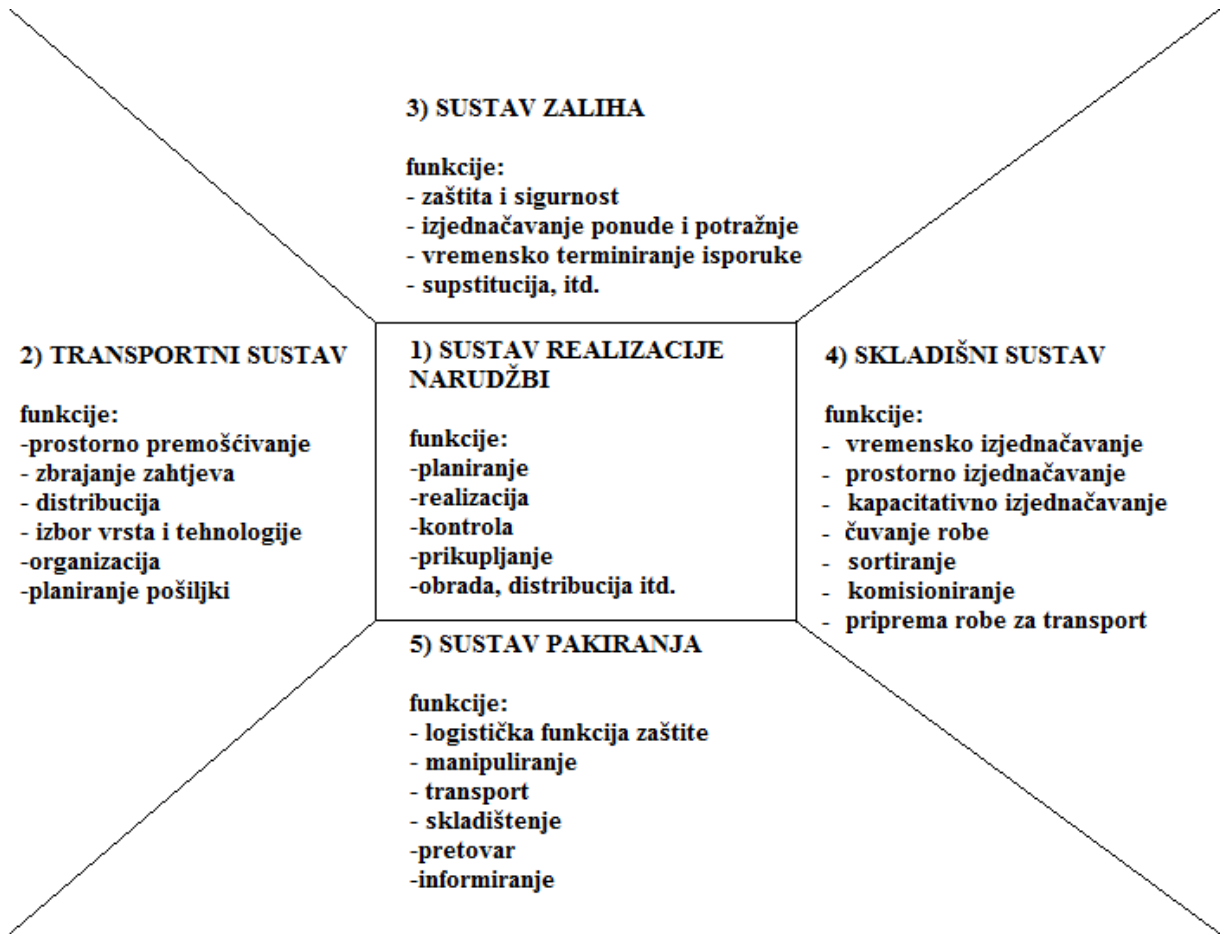 3) SUSTAV ZALIHA
funkcije:
- zaštita i sigurnost
- izjednačavanje ponude i potražnje
- vremensko terminiranje isporuke
- supstitucija, itd.
2) TRANSPORTNI SUSTAV
funkcije:
-prostorno premošćivanje
- zbrajanje zahtjeva
- distribucija
- izbor vrsta i tehnologije
-organizacija
-planiranje pošiljki
1) SUSTAV REALIZACIJE
NARUDŽBI
funkcije:
-planiranje
-realizacija
-kontrola
-prikupljanje
-obrada, distribucija itd.
4) SKLADIŠNI SUSTAV
funkcije:
- vremensko izjednačavanje
- prostorno izjednačavanje
- kapacitativno izjednačavanje
- čuvanje robe
- sortiranje
- komisioniranje
- priprema robe za transport
5) SUSTAV PAKIRANJA
funkcije:
- logistička funkcija zaštite
- manipuliranje
- transport
- skladištenje
-pretovar
-informiranje